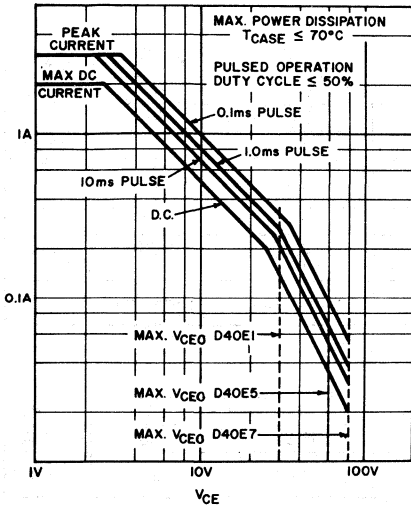 PEAK
CURRENT
MAX. POWER DISSIPATION
TCASE ≤ 70°C
MAX DC
CURRENT
PULSED OPERATION
DUTY CYCLE ≤ 50%
0.1ms PULSE
1A
1.0ms PULSE
10ms PULSE
D.C.
0.1A
MAX. VCEO D40E1
MAX. VCEO D40E5
MAX. VCEO D40E7
1V
10V
100V
VCE